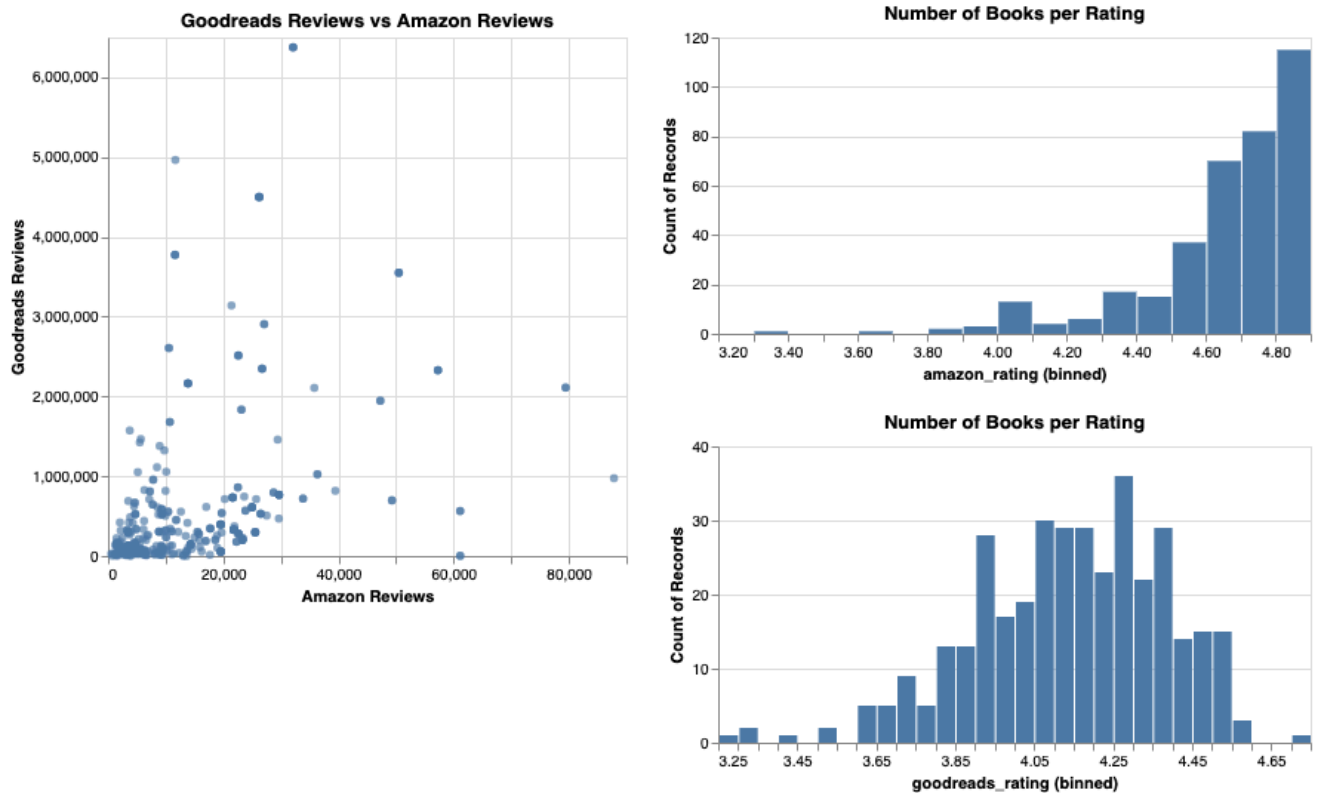 Goodreads Reviews vs Amazon Reviews
6,000,000
5,000,000
4,000,000
3,000,000
2,000,000
1,000,000
0
Goodreads Reviews
0 20,000 40,000 60,000 80,000
Amazon Reviews
Number of Books per Rating
120
100
80
60
40
20
0
Count of Records
3.20 3.40 3.60 3.80 4.00 4.20 4.40 4.60 4.80
amazon_rating (binned)
Number of Books per Rating
40
30
20
10
0
Count of Records
3.25 3.45 3.65 3.85 4.05 4.25 4.45 4.65
goodreads_rating (binned)